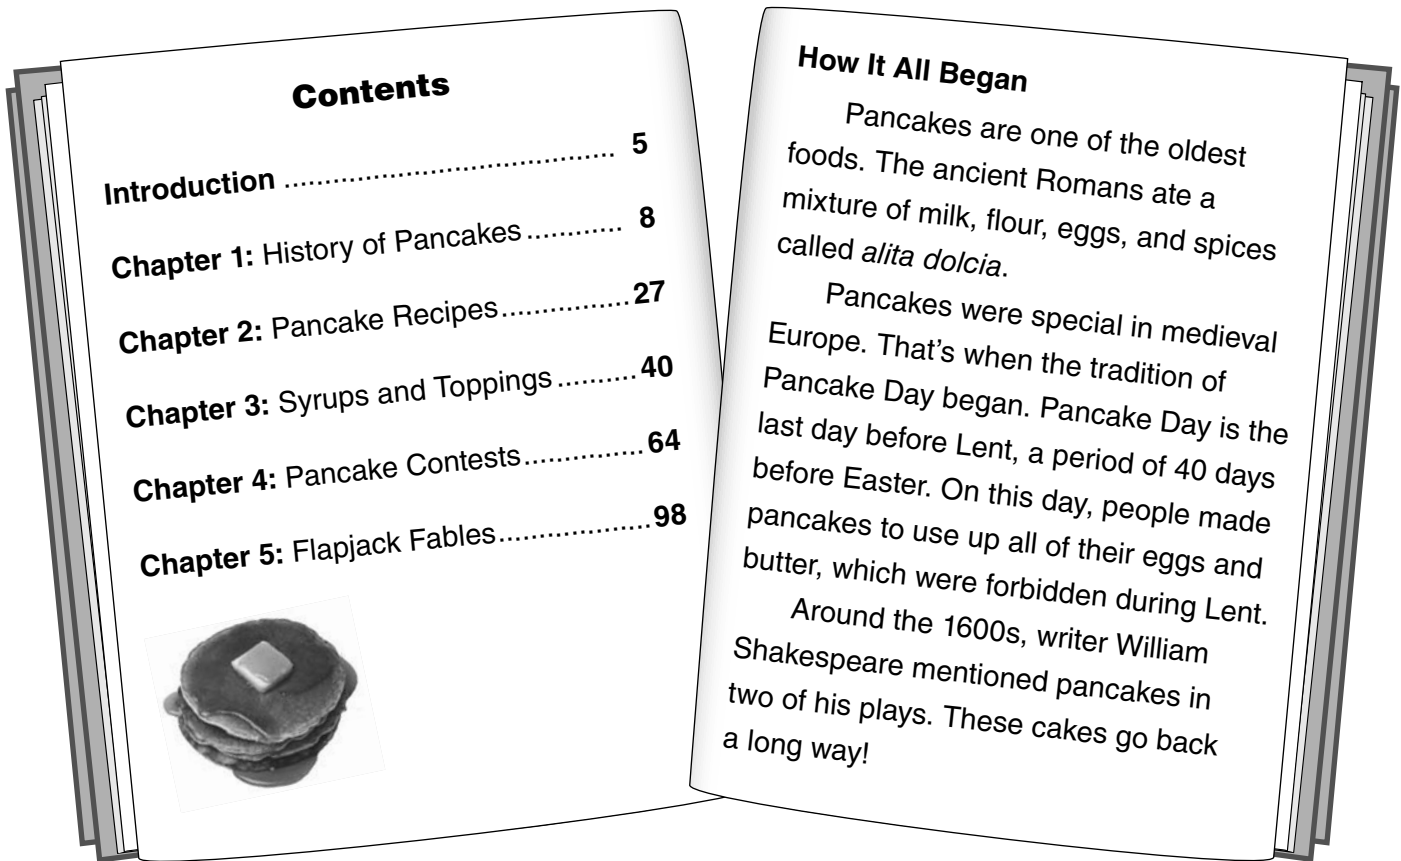 Contents
Introduction ........................................ 5
Chapter 1: History of Pancakes ............ 8
Chapter 2: Pancake Recipes................ 27
Chapter 3: Syrups and Toppings .......... 40
Chapter 4: Pancake Contests............... 64
Chapter 5: Flapjack Fables................... 98
How It All Began
Pancakes are one of the oldest
foods. The ancient Romans ate a
mixture of milk, flour, eggs, and spices
called alita dolcia.
Pancakes were special in medieval
Europe. That's when the tradition of
Pancake Day began. Pancake Day is the
last day before Lent, a period of 40 days
before Easter. On this day, people made
pancakes to use up all of their eggs and
butter, which were forbidden during Lent.
Around the 1600s, writer William
Shakespeare mentioned pancakes in
two of his plays. These cakes go back
a long way!